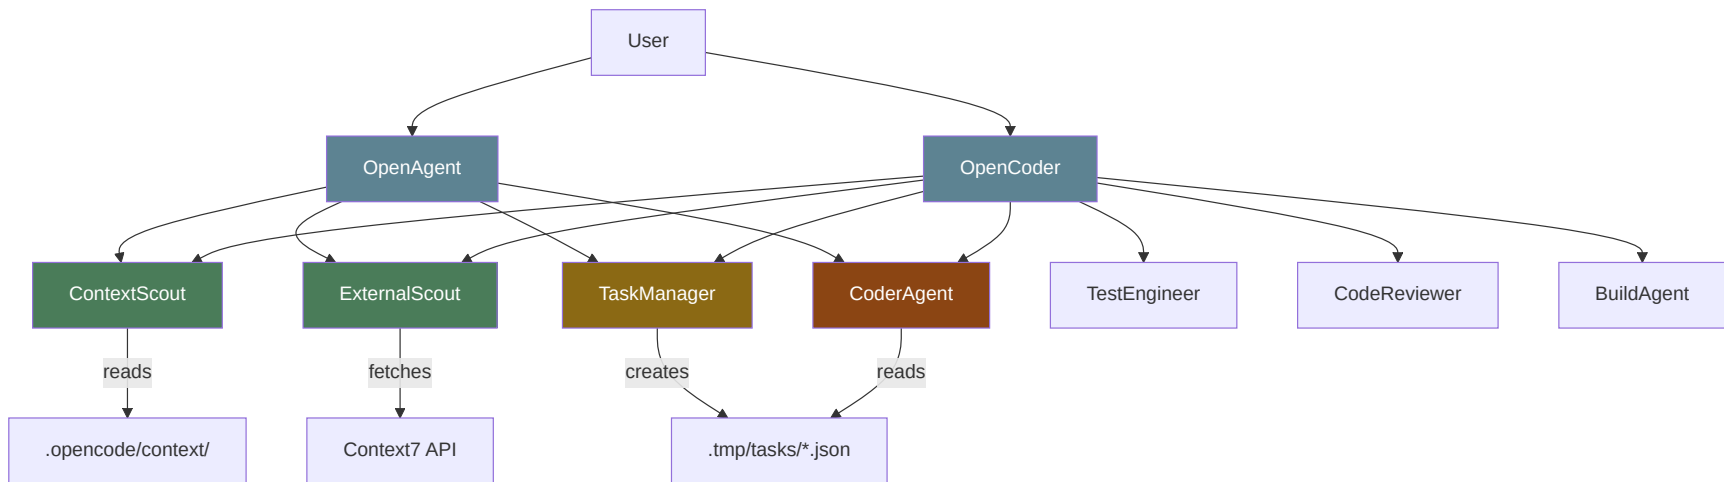 User
OpenAgent
OpenCoder
ContextScout
ExternalScout
TaskManager
CoderAgent
TestEngineer
CodeReviewer
BuildAgent
reads
fetches
creates
reads
.opencode/context/
Context7 API
.tmp/tasks/*.json